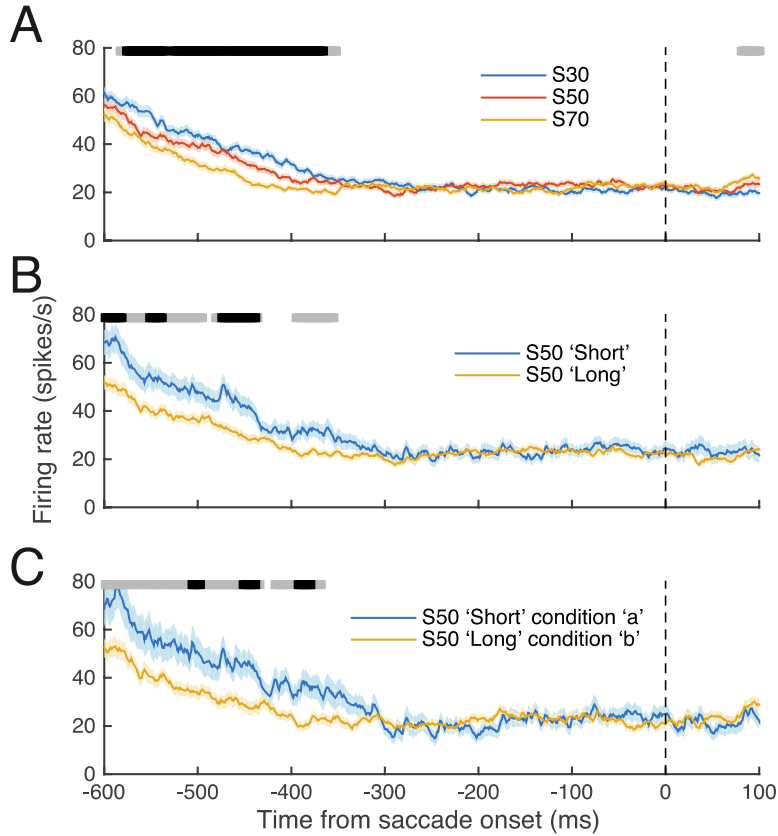 A
80
60
40
20
0
S30
S50
S70
B
80
60
40
20
0
S50 ‘Short’
S50 ‘Long’
Firing rate (spikes/s)
C
80
60
40
20
0
S50 ‘Short’ condition ‘a’
S50 ‘Long’ condition ‘b’
-600 -500 -400 -300 -200 -100 0 100
Time from saccade onset (ms)